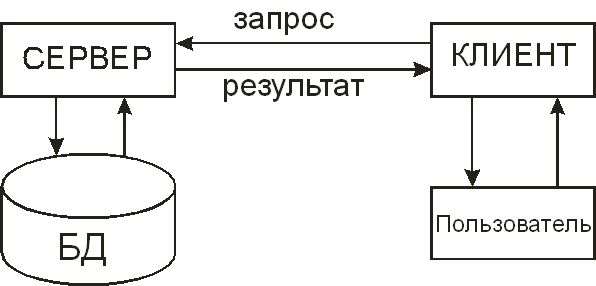 запрос
СЕРВЕР
КЛИЕНТ
результат
Пользователь
БД